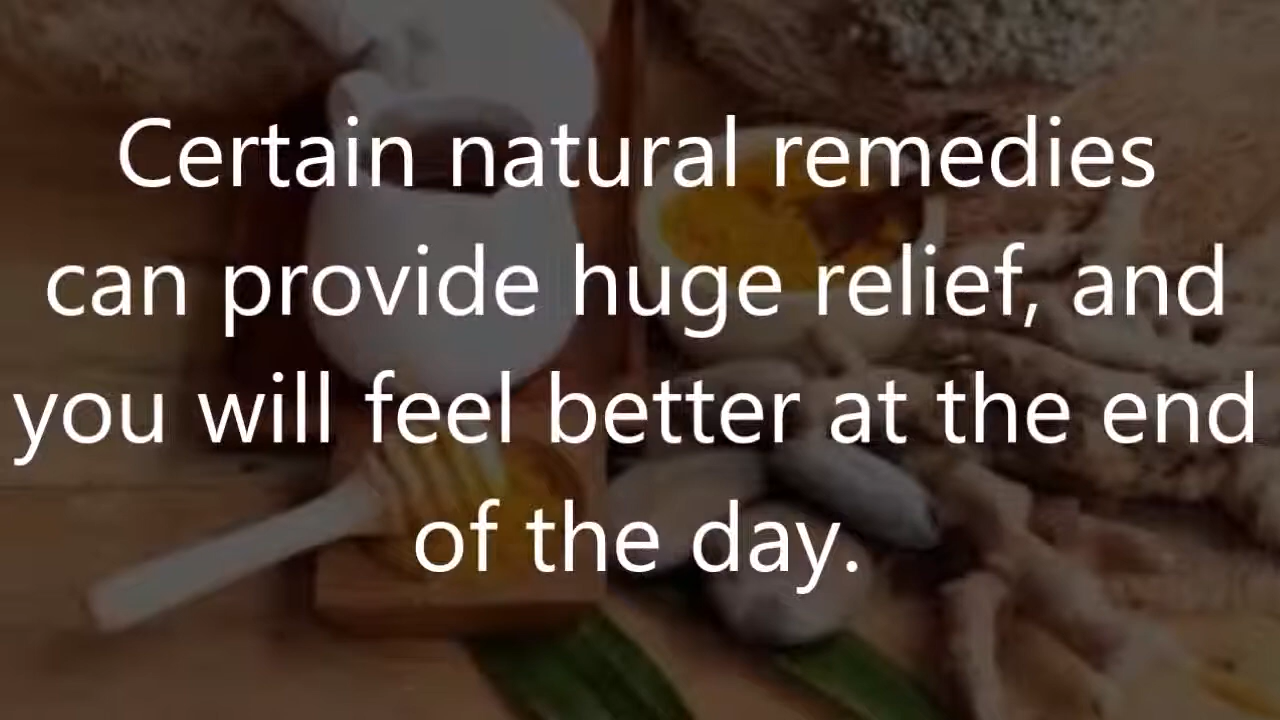 Certain natural remedies
can provide huge relief, and
you will feel better at the end
of the day.